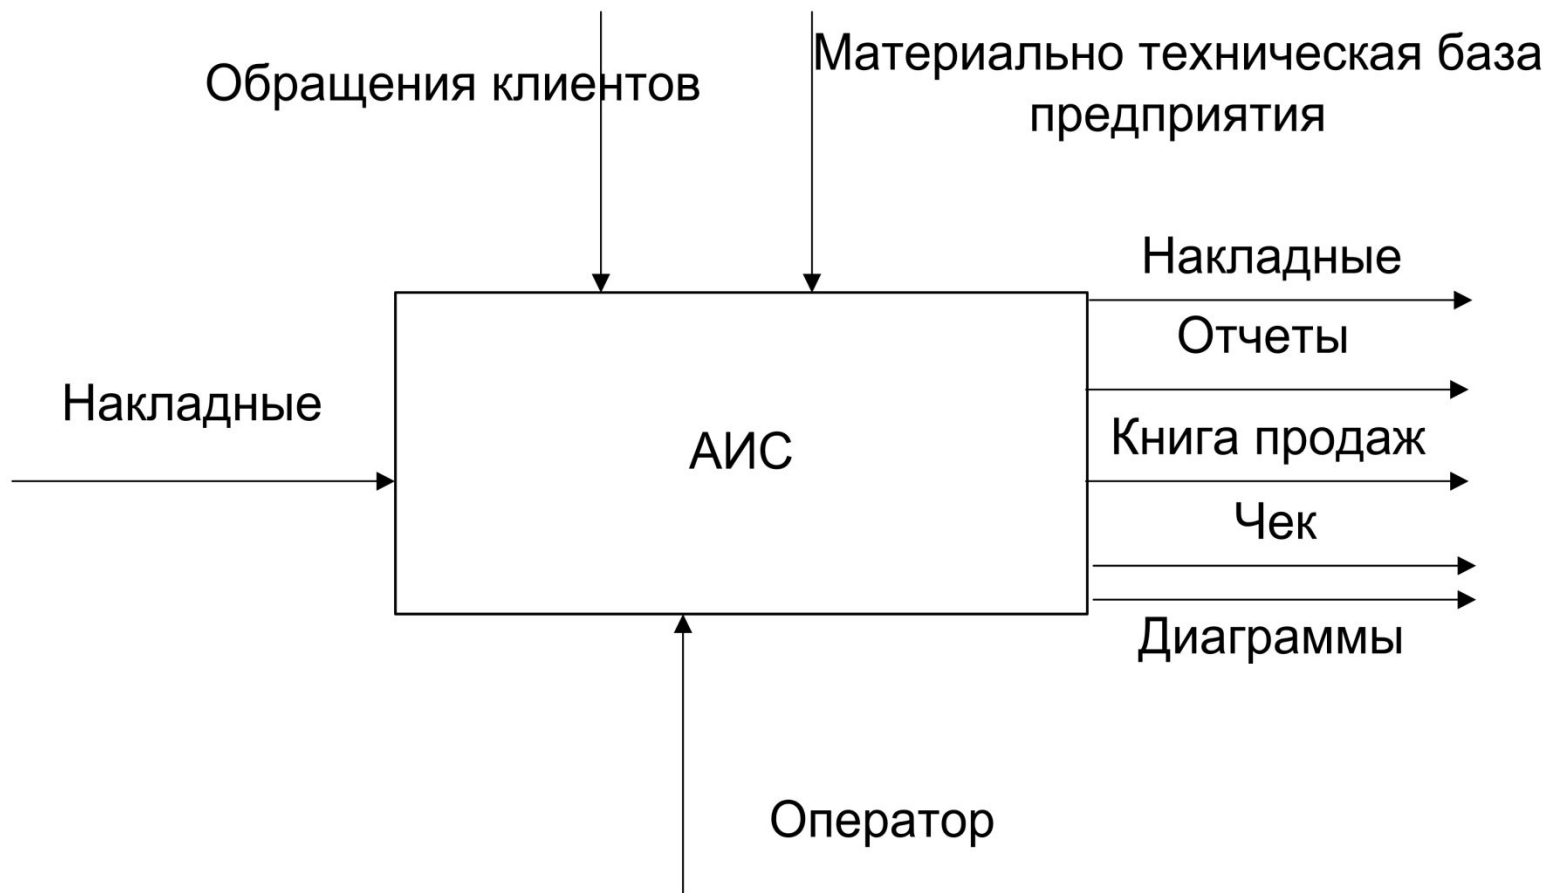 Обращения клиентов
Материально техническая база
предприятия
Накладные
Отчеты
Накладные
Книга продаж
АИС
Чек
Диаграммы
Оператор